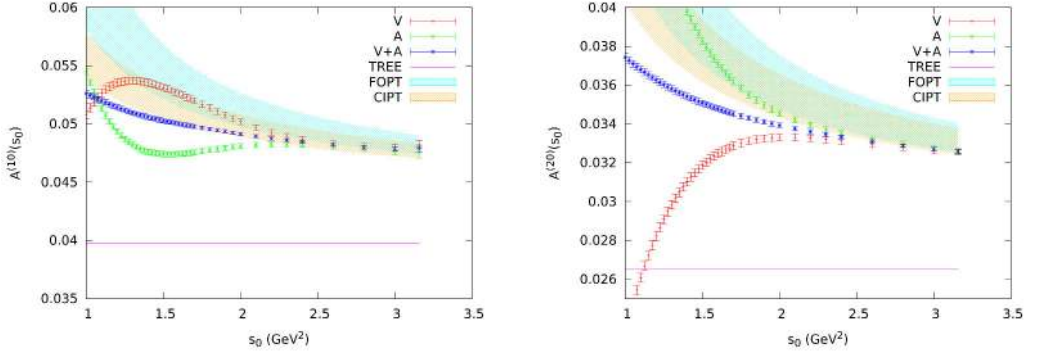 0.06
0.055
0.05
0.045
0.04
0.035
A^(10)(s₀)
1
1.5
2
2.5
3
3.5
s₀ (GeV²)
V
A
V+A
TREE
FOPT
CIPT
0.04
0.038
0.036
0.034
0.032
0.03
0.028
0.026
A^(20)(s₀)
1
1.5
2
2.5
3
3.5
s₀ (GeV²)
V
A
V+A
TREE
FOPT
CIPT